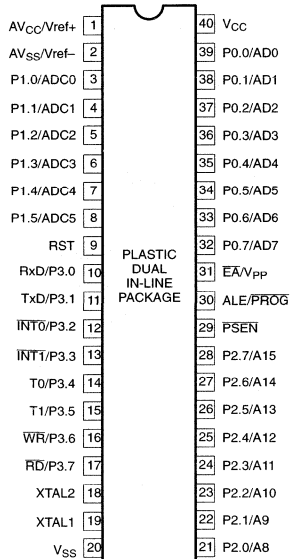 AVCC/Vref+ 1
AVSS/Vref– 2
P1.0/ADC0 3
P1.1/ADC1 4
P1.2/ADC2 5
P1.3/ADC3 6
P1.4/ADC4 7
P1.5/ADC5 8
RST 9
RxD/P3.0 10
TxD/P3.1 11
INT0/P3.2 12
INT1/P3.3 13
T0/P3.4 14
T1/P3.5 15
WR/P3.6 16
RD/P3.7 17
XTAL2 18
XTAL1 19
VSS 20
PLASTIC
DUAL
IN-LINE
PACKAGE
40 VCC
39 P0.0/AD0
38 P0.1/AD1
37 P0.2/AD2
36 P0.3/AD3
35 P0.4/AD4
34 P0.5/AD5
33 P0.6/AD6
32 P0.7/AD7
31 EA/VPP
30 ALE/PROG
29 PSEN
28 P2.7/A15
27 P2.6/A14
26 P2.5/A13
25 P2.4/A12
24 P2.3/A11
23 P2.2/A10
22 P2.1/A9
21 P2.0/A8